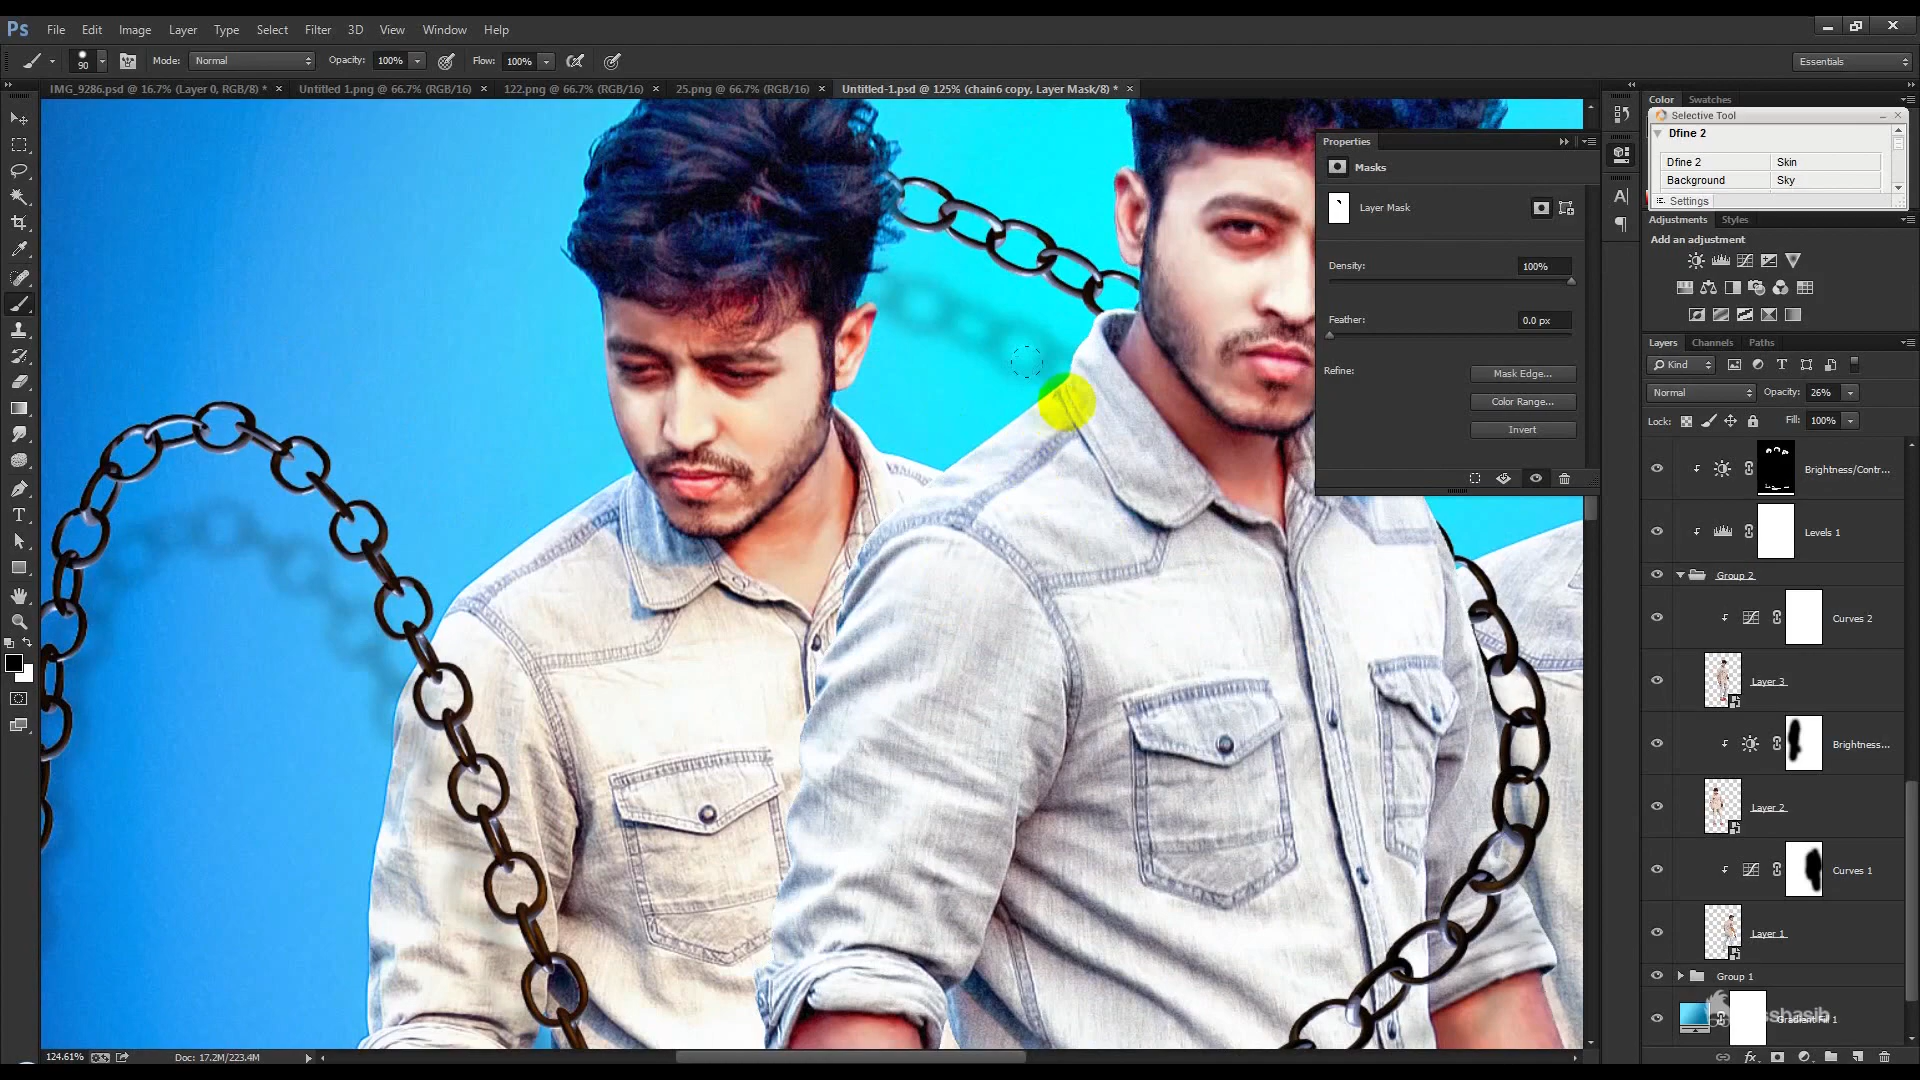 Ps File Edit Image Layer Type Select Filter 3D View Window Help
90 Mode: Normal Opacity: 100% Flow: 100% Essentials
IMG_9286.psd @ 16.7% (Layer 0, RGB/8) * × Untitled 1.png @ 66.7% (RGB/16) × 122.png @ 66.7% (RGB/16) × 25.png @ 66.7% (RGB/16) × Untitled-1.psd @ 125% (chain6 copy, Layer Mask/8) * ×
Color Swatches
Selective Tool
Dfine 2
Dfine 2 Skin
Background Sky
Settings
Properties
Masks
Layer Mask
Density: 100%
Feather: 0.0 px
Refine: Mask Edge...
Color Range...
Invert
Adjustments Styles
Add an adjustment
Layers Channels Paths
Kind
Normal Opacity: 26%
Lock: Fill: 100%
Brightness/Contr...
Levels 1
Group 2
Curves 2
Layer 3
Brightness...
Layer 2
Curves 1
Layer 1
Group 1
Gradient Fill 1
124.61% Doc: 17.2M/223.4M